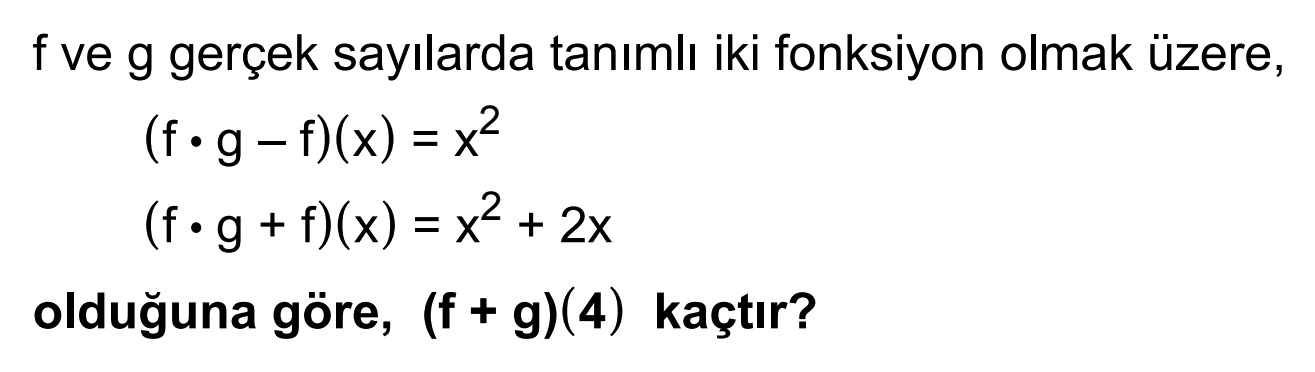 f ve g gerçek sayılarda tanımlı iki fonksiyon olmak üzere,
(f • g – f)(x) = x²
(f • g + f)(x) = x² + 2x
olduğuna göre, (f + g)(4) kaçtır?